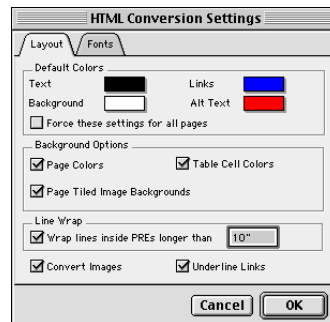 HTML Conversion Settings
Layout Fonts
Default Colors
Text Links
Background Alt Text
Force these settings for all pages
Background Options
Page Colors Table Cell Colors
Page Tiled Image Backgrounds
Line Wrap
Wrap lines inside PREs longer than 10"
Convert Images Underline Links
Cancel OK